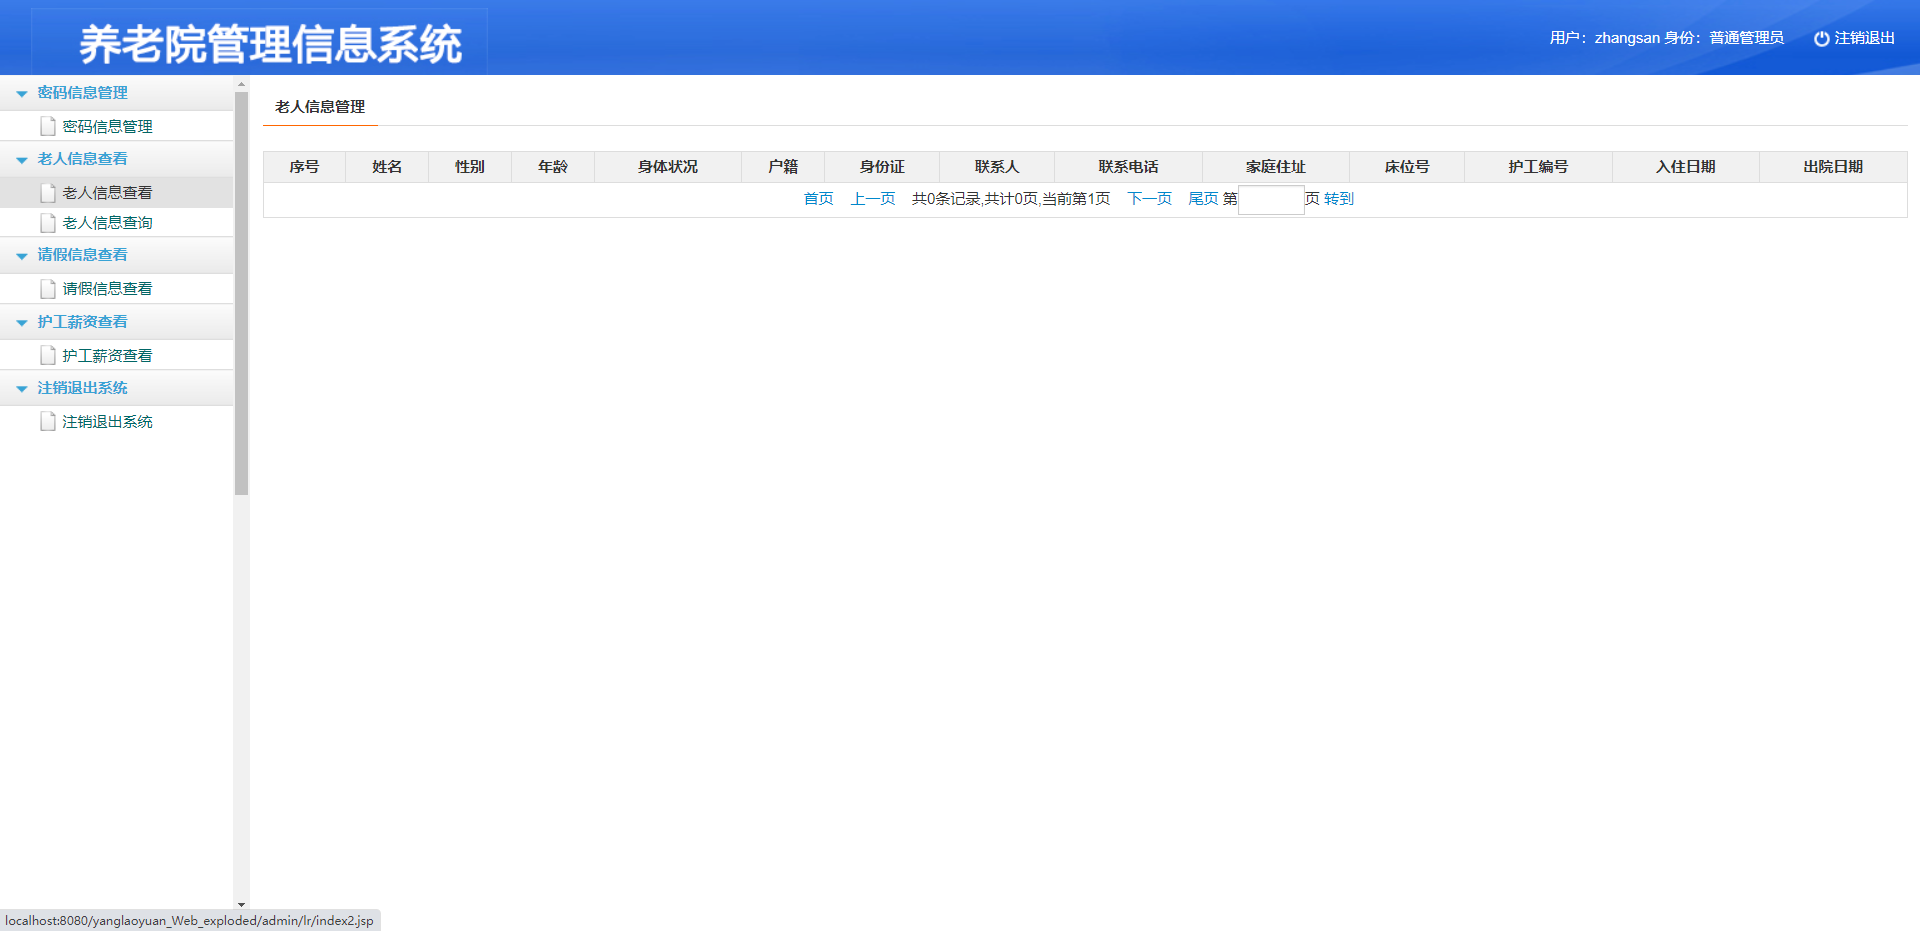 养老院管理信息系统
用户：zhangsan 身份：普通管理员 注销退出
密码信息管理
密码信息管理
老人信息查看
老人信息查看
老人信息查询
请假信息查看
请假信息查看
护工薪资查看
护工薪资查看
注销退出系统
注销退出系统
老人信息管理
序号 姓名 性别 年龄 身体状况 户籍 身份证 联系人 联系电话 家庭住址 床位号 护工编号 入住日期 出院日期
首页 上一页 共0条记录,共计0页,当前第1页 下一页 尾页 第 页 转到
localhost:8080/yanglaoyuan_Web_exploded/admin/lr/index2.jsp